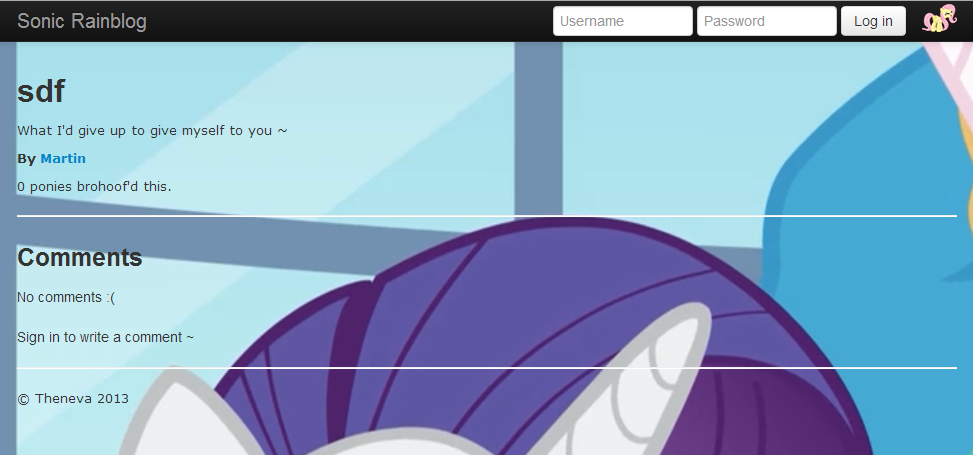 Sonic Rainblog Username Password Log in
sdf
What I'd give up to give myself to you ~
By Martin
0 ponies brohoof'd this.
Comments
No comments :(
Sign in to write a comment ~
© Theneva 2013